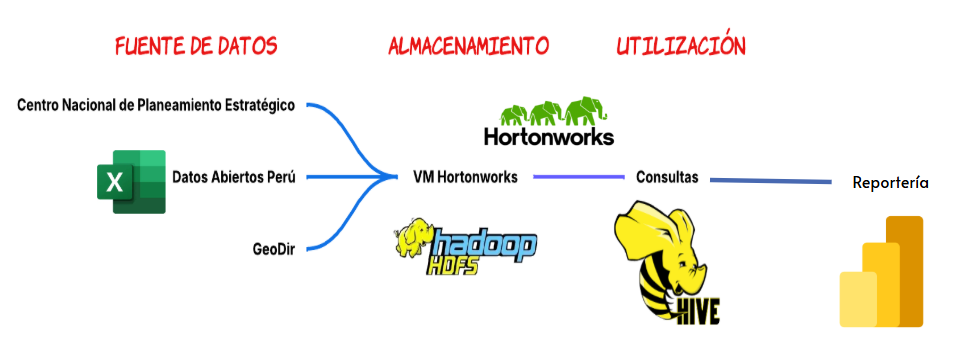 FUENTE DE DATOS
ALMACENAMIENTO
UTILIZACIÓN
Centro Nacional de Planeamiento Estratégico
Hortonworks
X
Datos Abiertos Perú
VM Hortonworks
Consultas
Reportería
GeoDir
hadoop
HDFS
HIVE